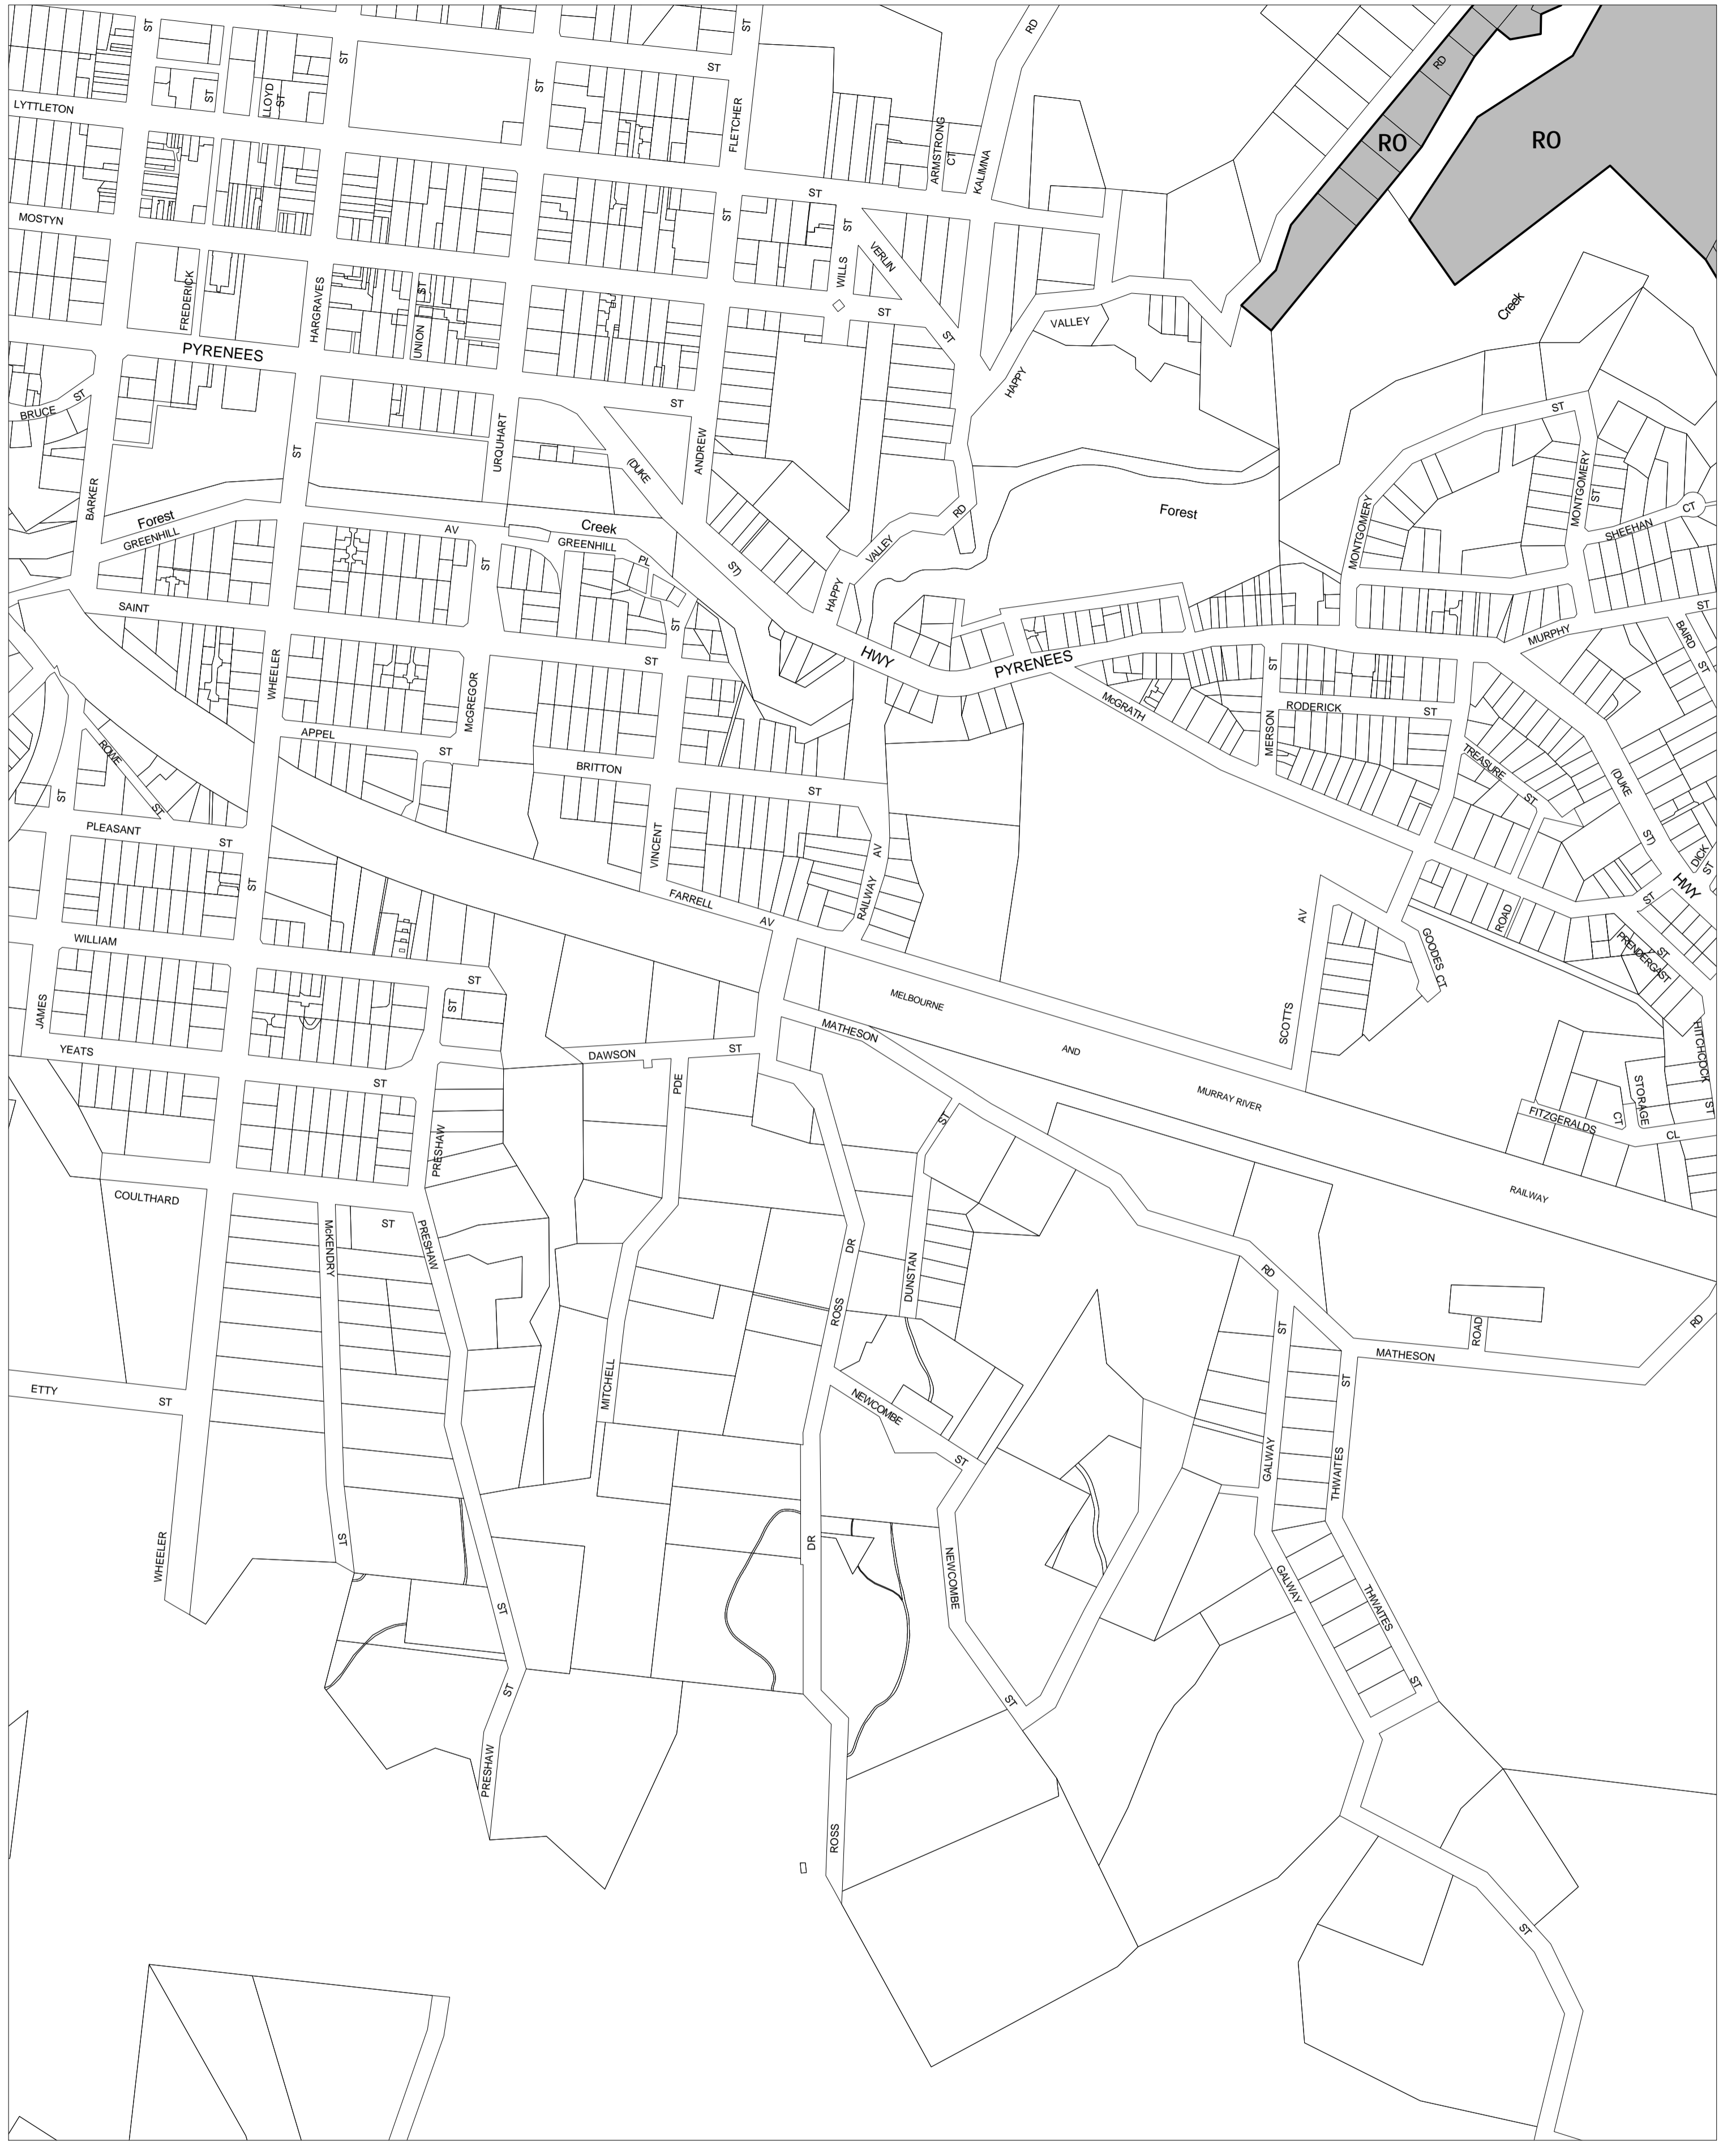 ST
ST
RD
ST
ST
RD
ST
ST
LLOYD
ST
LYTTLETON
FLETCHER
ARMSTRONG
CT
KALIMNA
RO
RO
MOSTYN
ST
ST
ST
VERLIN
ST
WILLS
FREDERICK
HARGRAVES
UNION
ST
ST
VALLEY
Creek
PYRENEES
BRUCE
ST
ST
HAPPY
ST
ST
URQUHART
ANDREW
(DUKE
ST)
BARKER
Forest
GREENHILL
AV
Creek
GREENHILL
PL
RD
VALLEY
HAPPY
Forest
MONTGOMERY
MONTGOMERY
ST
SHEEHAN
CT
SAINT
ST
ST
ST
ST
MURPHY
BAIRD
ST
WHEELER
McGREGOR
HWY
PYRENEES
ST
McGRATH
MERSON
RODERICK
ST
APPEL
ST
ROWE
ST
ST
BRITTON
ST
TREASURE
ST
(DUKE
ST)
PLEASANT
ST
VINCENT
AV
DICK
ST
HWY
ST
ST
FARRELL
AV
RAILWAY
AV
ROAD
GOODES CT
PRENDERGAST
ST
WILLIAM
ST
ST
MELBOURNE
SCOTTS
JAMES
MATHESON
AND
HITCHCOCK
ST
YEATS
ST
DAWSON
ST
PDE
MURRAY RIVER
STORAGE
FITZGERALDS
CT
CL
ST
PRESHAW
COULTHARD
RAILWAY
McKENDRY
ST
PRESHAW
DR
DUNSTAN
RD
ROSS
ST
ROAD
RD
MATHESON
ETTY
ST
MITCHELL
NEWCOMBE
ST
ST
GALWAY
THWAITES
WHEELER
ST
DR
NEWCOMBE
GALWAY
THWAITES
ST
ST
ST
ST
PRESHAW
ROSS
ST